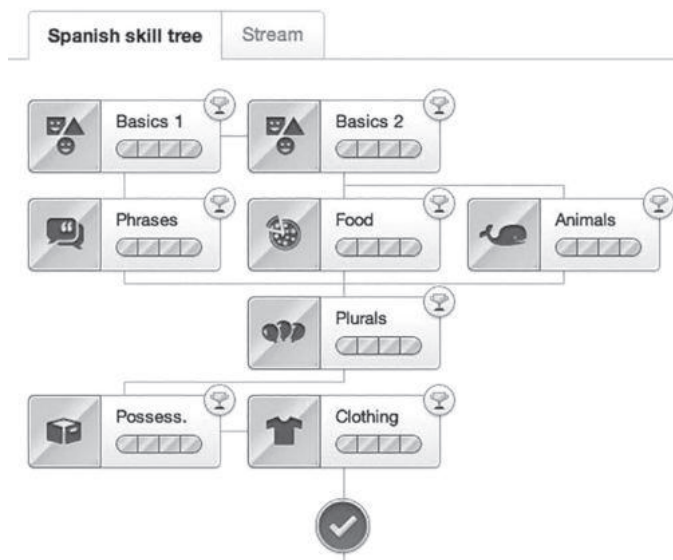 Spanish skill tree
Stream
Basics 1
Basics 2
Phrases
Food
Animals
Plurals
Possess.
Clothing